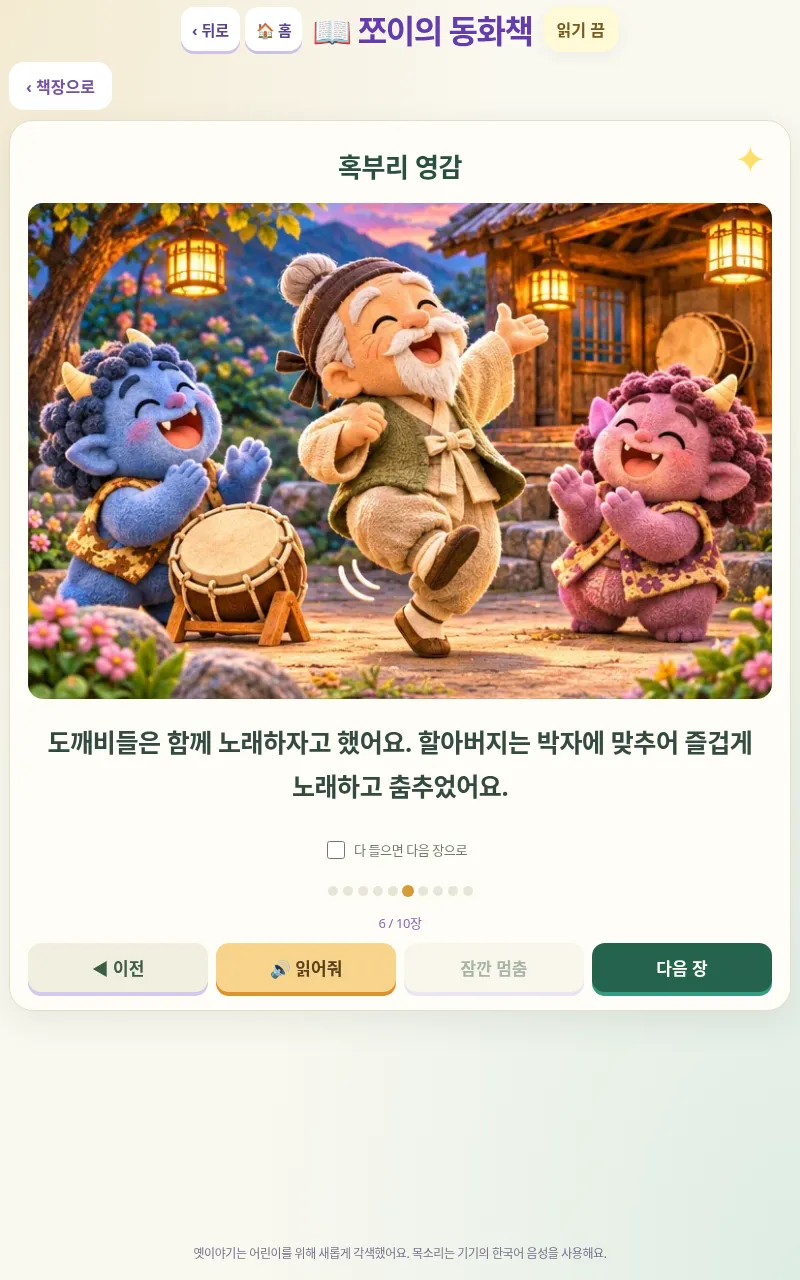 ‹ 뒤로
🏠 홈
📖 쪼이의 동화책
읽기 끔
‹ 책장으로
혹부리 영감
도깨비들은 함께 노래하자고 했어요. 할아버지는 박자에 맞추어 즐겁게
노래하고 춤추었어요.
다 들으면 다음 장으로
6 / 10장
◀ 이전
🔊 읽어줘
잠깐 멈춤
다음 장
옛이야기는 어린이를 위해 새롭게 각색했어요. 목소리는 기기의 한국어 음성을 사용해요.